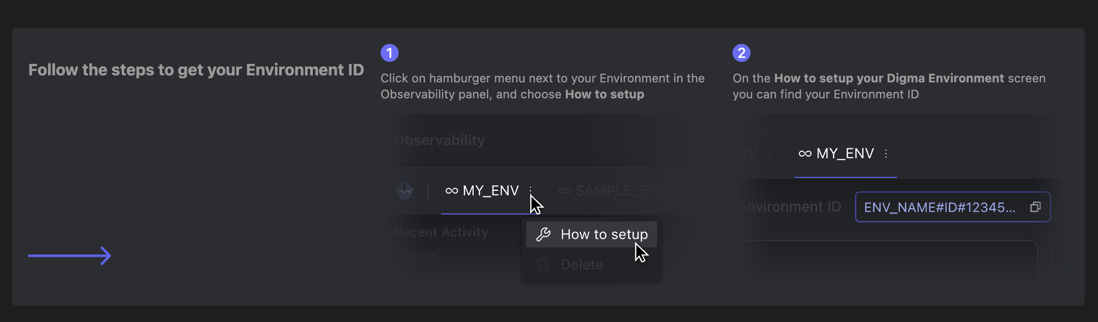 Follow the steps to get your Environment ID
1
Click on hamburger menu next to your Environment in the
Observability panel, and choose How to setup
Observability
MY_ENV
SAMPLE_ENV
Recent Activity
How to setup
Delete
2
On the How to setup your Digma Environment screen
you can find your Environment ID
MY_ENV
Environment ID
ENV_NAME#ID#12345...